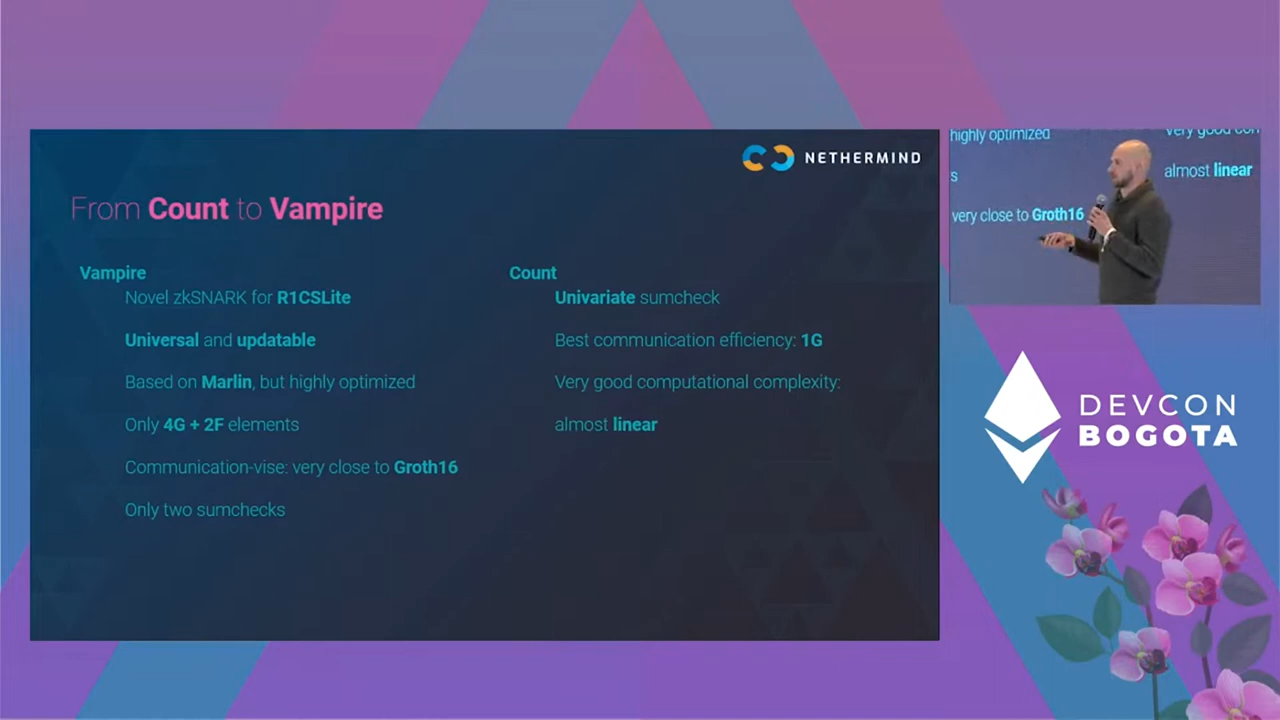 NETHERMIND
From Count to Vampire
Vampire
Novel zkSNARK for R1CSLite
Universal and updatable
Based on Marlin, but highly optimized
Only 4G + 2F elements
Communication-vise: very close to Groth16
Only two sumchecks
Count
Univariate sumcheck
Best communication efficiency: 1G
Very good computational complexity:
almost linear
highly optimized
very good con
s
almost linear
very close to Groth16
DEVCON
BOGOTA